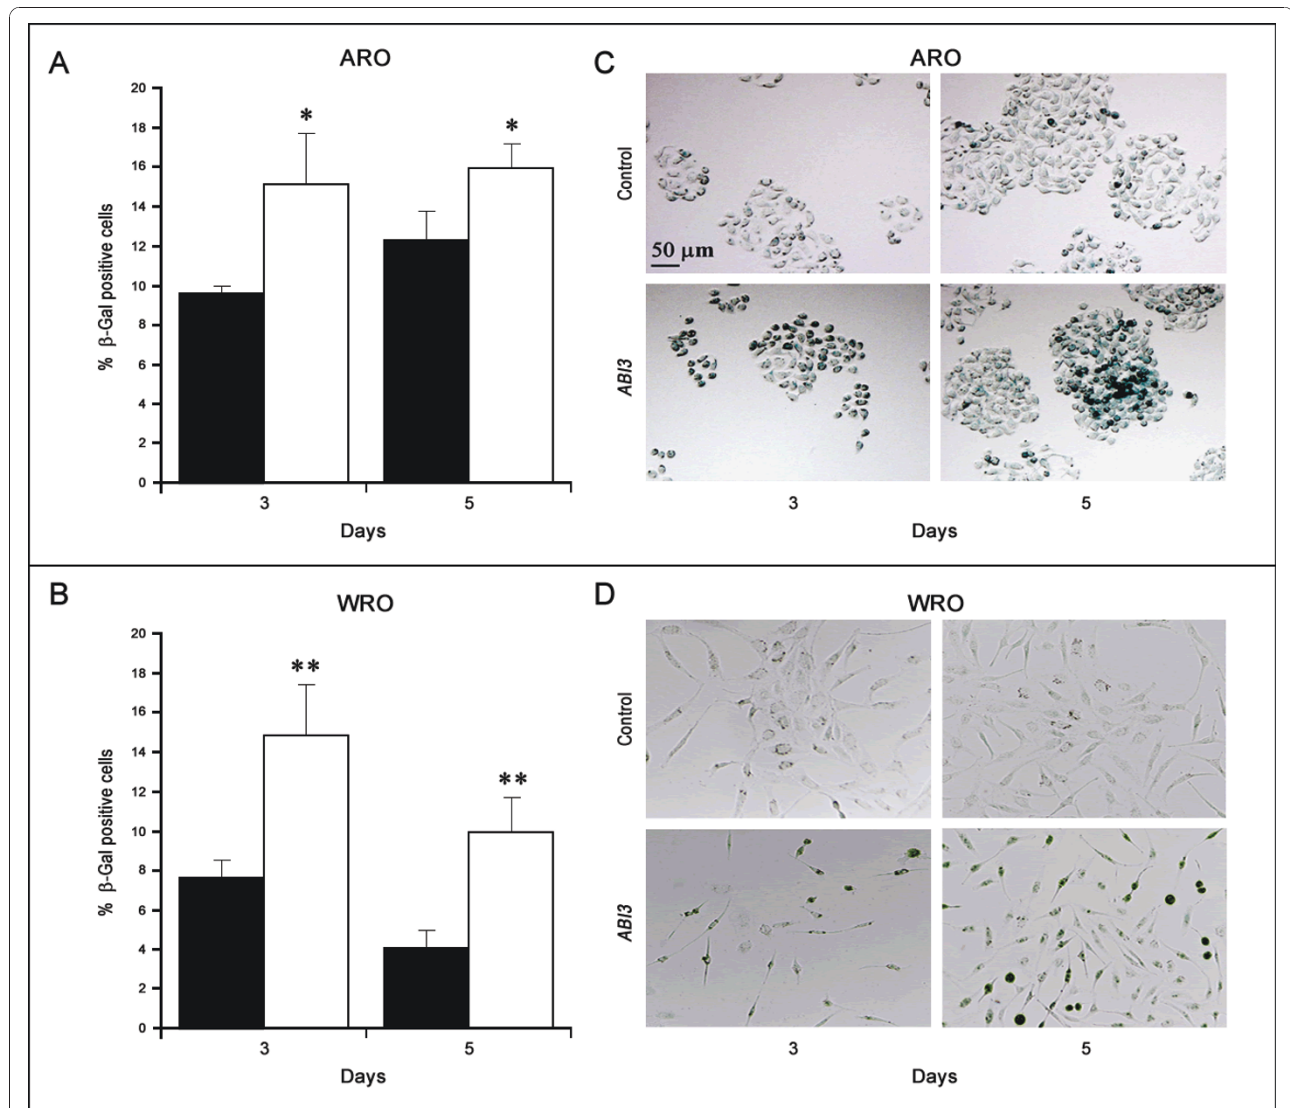 A
ARO
% β-Gal positive cells
20
18
16
14
12
10
8
6
4
2
0
*
*
3
5
Days
C
ARO
Control
50 µm
ABI3
3
5
Days
B
WRO
% β-Gal positive cells
20
18
16
14
12
10
8
6
4
2
0
**
**
3
5
Days
D
WRO
Control
ABI3
3
5
Days